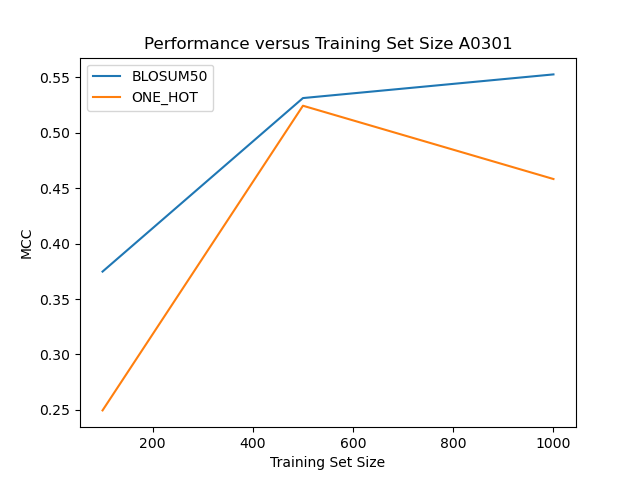 Performance versus Training Set Size A0301
BLOSUM50
ONE_HOT
0.55
0.50
0.45
0.40
0.35
0.30
0.25
MCC
200 400 600 800 1000
Training Set Size